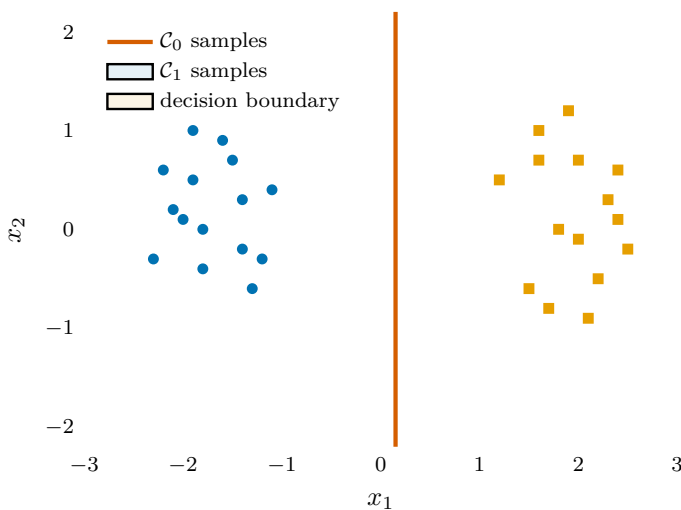 2
𝒞₀ samples
𝒞₁ samples
decision boundary
1
0
−1
−2
x₂
−3 −2 −1 0 1 2 3
x₁